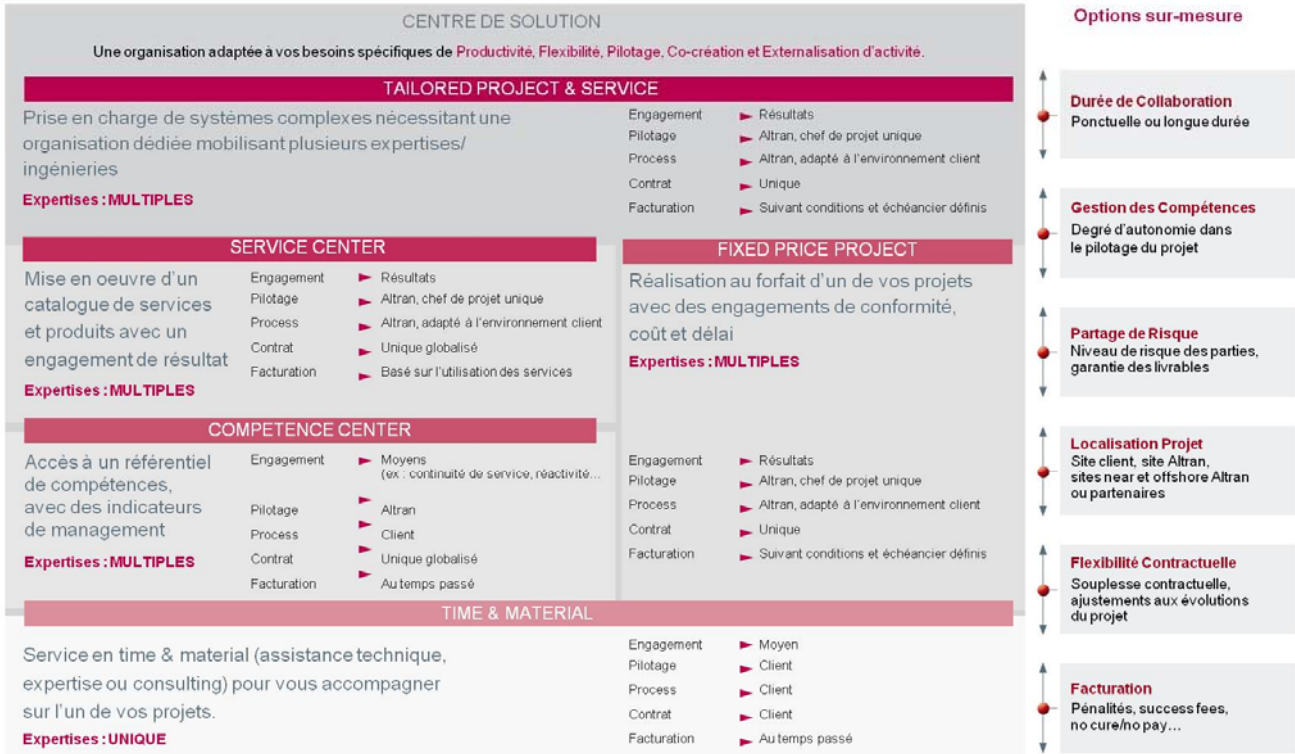 CENTRE DE SOLUTION
Une organisation adaptée à vos besoins spécifiques de Productivité, Flexibilité, Pilotage, Co-création et Externalisation d'activité.
TAILORED PROJECT & SERVICE
Prise en charge de systèmes complexes nécessitant une
organisation dédiée mobilisant plusieurs expertises/
ingénieries
Expertises : MULTIPLES
Engagement ► Résultats
Pilotage ► Altran, chef de projet unique
Process ► Altran, adapté à l'environnement client
Contrat ► Unique
Facturation ► Suivant conditions et échéancier définis
SERVICE CENTER
Mise en oeuvre d'un
catalogue de services
et produits avec un
engagement de résultat
Expertises : MULTIPLES
Engagement ► Résultats
Pilotage ► Altran, chef de projet unique
Process ► Altran, adapté à l'environnement client
Contrat ► Unique globalisé
Facturation ► Basé sur l'utilisation des services
FIXED PRICE PROJECT
Réalisation au forfait d'un de vos projets
avec des engagements de conformité,
coût et délai
Expertises : MULTIPLES
Engagement ► Résultats
Pilotage ► Altran, chef de projet unique
Process ► Altran, adapté à l'environnement client
Contrat ► Unique
Facturation ► Suivant conditions et échéancier définis
COMPETENCE CENTER
Accès à un référentiel
de compétences,
avec des indicateurs
de management
Expertises : MULTIPLES
Engagement ► Moyens
(ex : continuité de service, réactivité...
Pilotage ► Altran
Process ► Client
Contrat ► Unique globalisé
Facturation ► Au temps passé
TIME & MATERIAL
Service en time & material (assistance technique,
expertise ou consulting) pour vous accompagner
sur l'un de vos projets.
Expertises : UNIQUE
Engagement ► Moyen
Pilotage ► Client
Process ► Client
Contrat ► Client
Facturation ► Au temps passé
Options sur-mesure
Durée de Collaboration
Ponctuelle ou longue durée
Gestion des Compétences
Degré d'autonomie dans
le pilotage du projet
Partage de Risque
Niveau de risque des parties,
garantie des livrables
Localisation Projet
Site client, site Altran,
sites near et offshore Altran
ou partenaires
Flexibilité Contractuelle
Souplesse contractuelle,
ajustements aux évolutions
du projet
Facturation
Pénalités, success fees,
no cure/no pay...